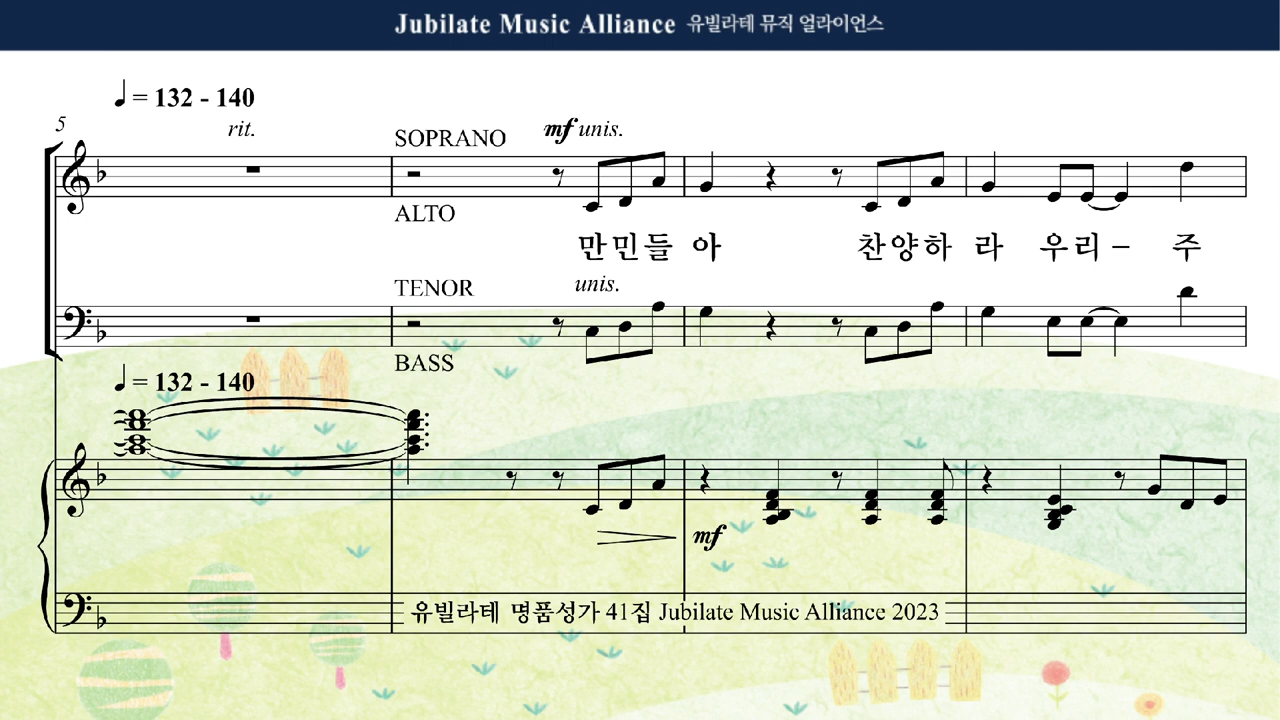 Jubilate Music Alliance 유빌라테 뮤직 얼라이언스
♩ = 132 - 140
5
rit.
SOPRANO
mf unis.
ALTO
만민들 아 찬양하 라 우리 – 주
TENOR
unis.
BASS
♩ = 132 - 140
mf
유빌라테 명품성가 41집 Jubilate Music Alliance 2023